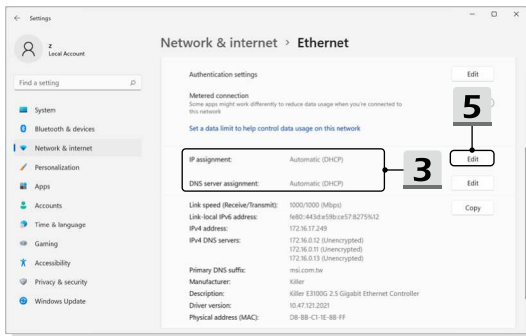 Settings
z
Local Account
Find a setting
System
Bluetooth & devices
Network & internet
Personalization
Apps
Accounts
Time & language
Gaming
Accessibility
Privacy & security
Windows Update
Network & internet > Ethernet
Authentication settings
Edit
Metered connection
Some apps might work differently to reduce data usage when you're connected to
this network
Set a data limit to help control data usage on this network
5
IP assignment: Automatic (DHCP)
Edit
3
DNS server assignment: Automatic (DHCP)
Edit
Link speed (Receive/Transmit): 1000/1000 (Mbps)
Copy
Link-local IPv6 address: fe80::443d:e59b:ce57:8275%12
IPv4 address: 172.16.17.249
IPv4 DNS servers: 172.16.0.12 (Unencrypted)
172.16.0.11 (Unencrypted)
172.16.0.13 (Unencrypted)
Primary DNS suffix: msi.com.tw
Manufacturer: Killer
Description: Killer E3100G 2.5 Gigabit Ethernet Controller
Driver version: 10.47.121.2021
Physical address (MAC): D8-BB-C1-1E-8B-FF